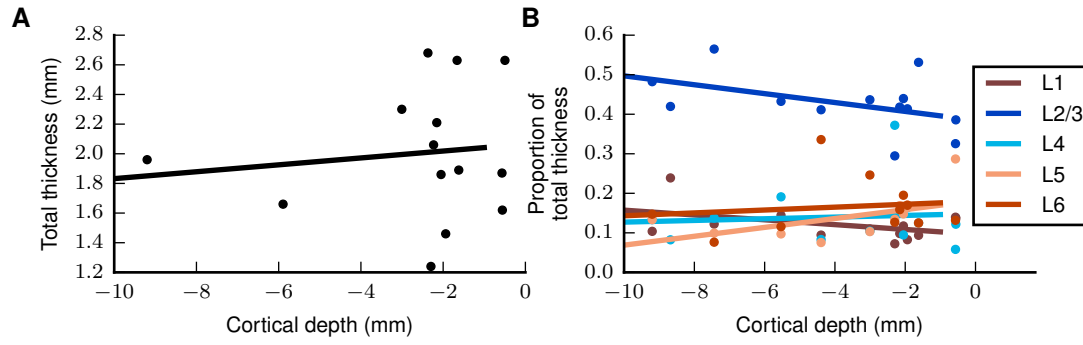 A
Total thickness (mm)
2.8
2.6
2.4
2.2
2.0
1.8
1.6
1.4
1.2
−10
−8
−6
−4
−2
0
Cortical depth (mm)
B
Proportion of
total thickness
0.6
0.5
0.4
0.3
0.2
0.1
0.0
−10
−8
−6
−4
−2
0
Cortical depth (mm)
L1
L2/3
L4
L5
L6